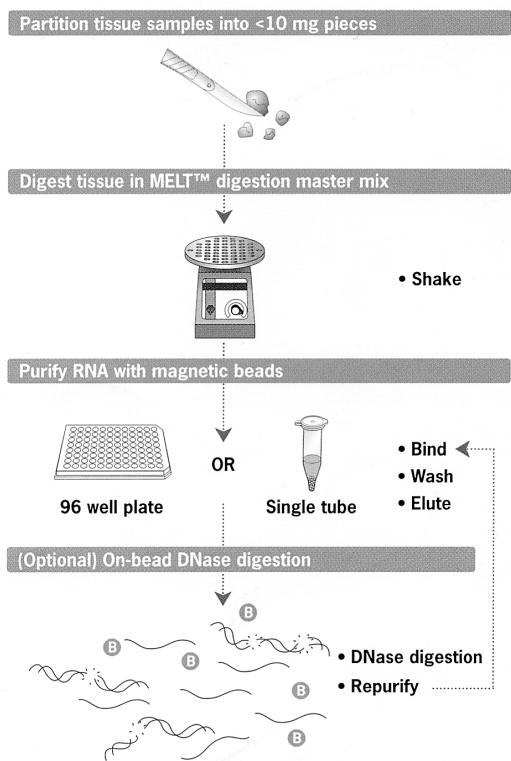 Partition tissue samples into <10 mg pieces
Digest tissue in MELT™ digestion master mix
• Shake
Purify RNA with magnetic beads
OR
96 well plate
Single tube
• Bind
• Wash
• Elute
(Optional) On-bead DNase digestion
B
B
B
B
B
• DNase digestion
• Repurify